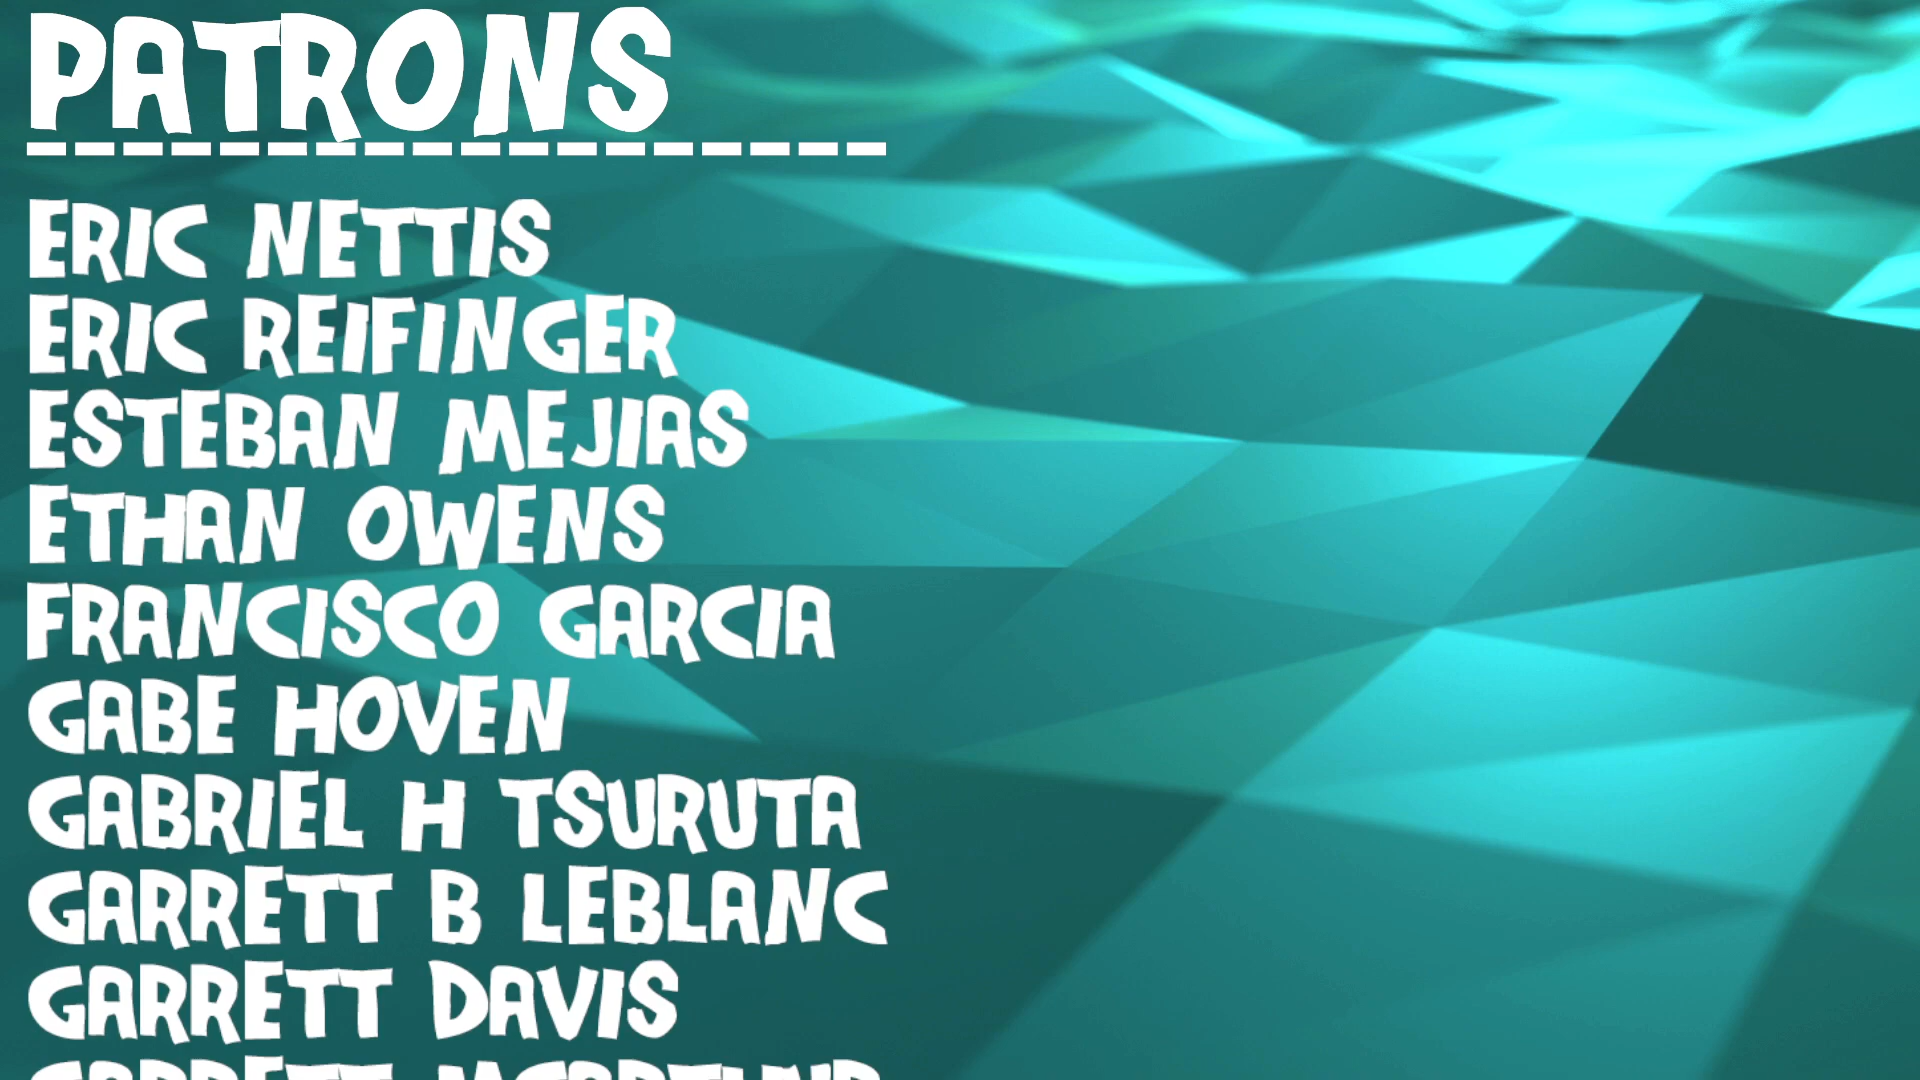 PATRONS
------------------
ERIC NETTIS
ERIC REIFINGER
ESTEBAN MEJIAS
ETHAN OWENS
FRANCISCO GARCIA
GABE HOVEN
GABRIEL H TSURUTA
GARRETT B LEBLANC
GARRETT DAVIS
GARRETT